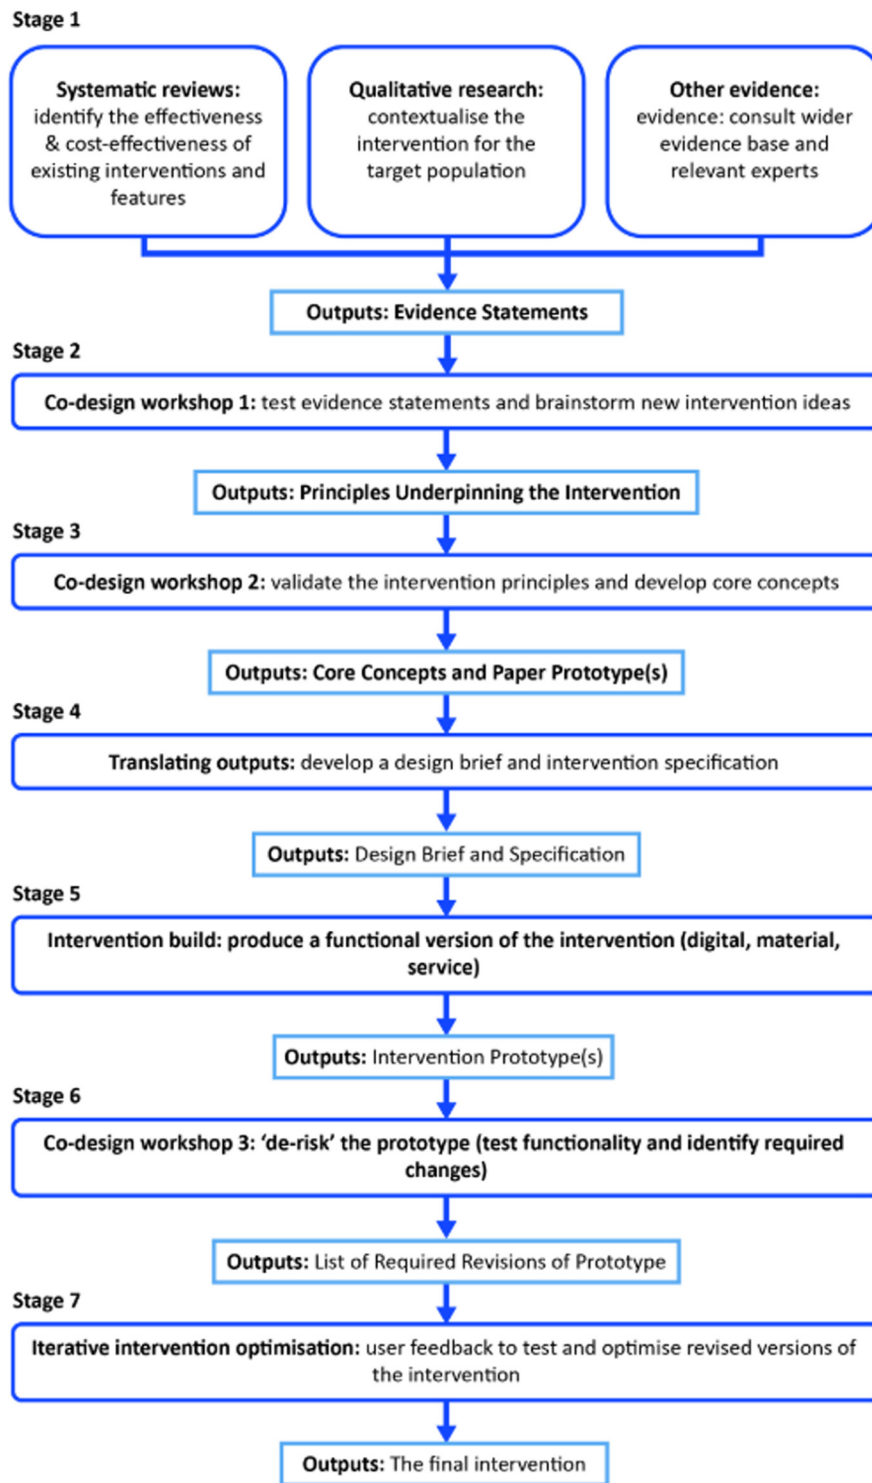 Stage 1
Systematic reviews:
identify the effectiveness
& cost-effectiveness of
existing interventions and
features
Qualitative research:
contextualise the
intervention for the
target population
Other evidence:
evidence: consult wider
evidence base and
relevant experts
Outputs: Evidence Statements
Stage 2
Co-design workshop 1: test evidence statements and brainstorm new intervention ideas
Outputs: Principles Underpinning the Intervention
Stage 3
Co-design workshop 2: validate the intervention principles and develop core concepts
Outputs: Core Concepts and Paper Prototype(s)
Stage 4
Translating outputs: develop a design brief and intervention specification
Outputs: Design Brief and Specification
Stage 5
Intervention build: produce a functional version of the intervention (digital, material,
service)
Outputs: Intervention Prototype(s)
Stage 6
Co-design workshop 3: ‘de-risk’ the prototype (test functionality and identify required
changes)
Outputs: List of Required Revisions of Prototype
Stage 7
Iterative intervention optimisation: user feedback to test and optimise revised versions of
the intervention
Outputs: The final intervention